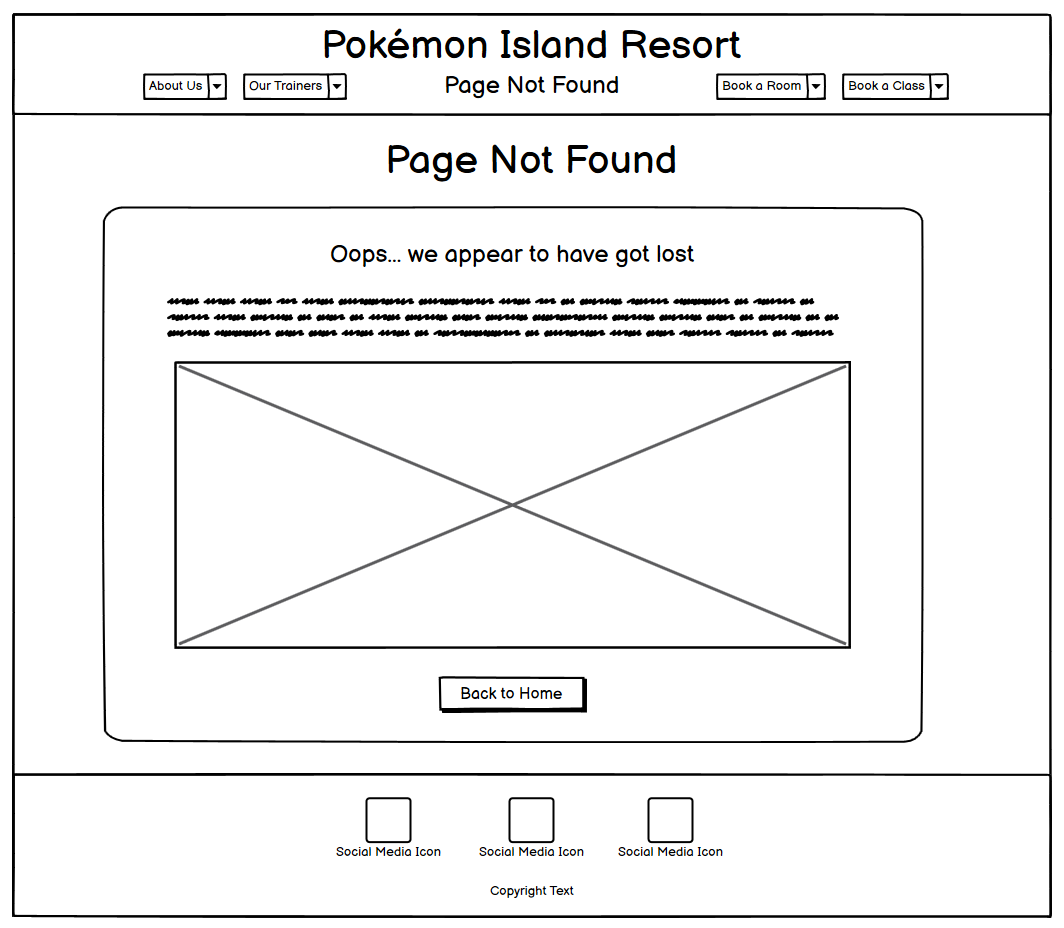 Pokémon Island Resort
About Us Our Trainers Page Not Found Book a Room Book a Class
Page Not Found
Oops... we appear to have got lost
Back to Home
Social Media Icon Social Media Icon Social Media Icon
Copyright Text